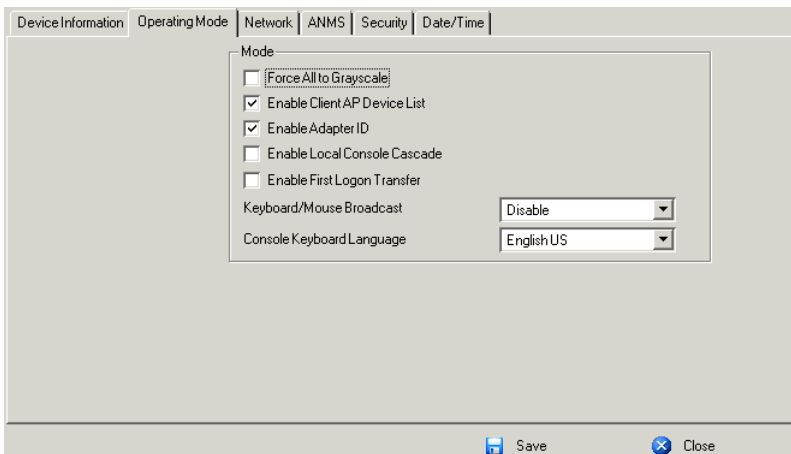 Device Information Operating Mode Network ANMS Security Date/Time
Mode
Force All to Grayscale
Enable Client AP Device List
Enable Adapter ID
Enable Local Console Cascade
Enable First Logon Transfer
Keyboard/Mouse Broadcast Disable
Console Keyboard Language English US
Save Close